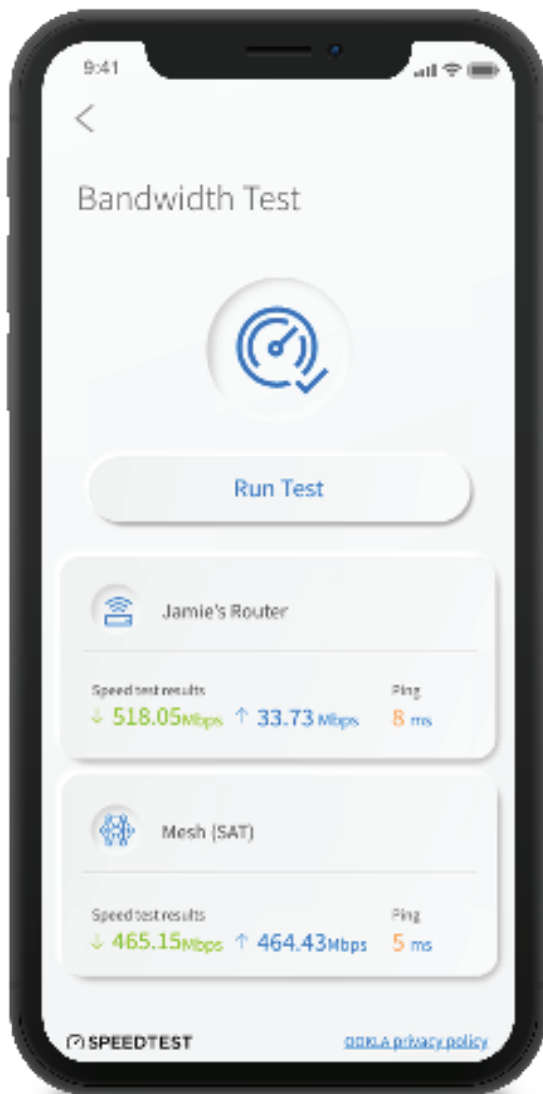 9:41
Bandwidth Test
Run Test
Jamie's Router
Speed test results Ping
↓ 518.05Mbps ↑ 33.73 Mbps 8 ms
Mesh (SAT)
Speed test results Ping
↓ 465.15Mbps ↑ 464.43Mbps 5 ms
SPEEDTEST OOKLA privacy policy